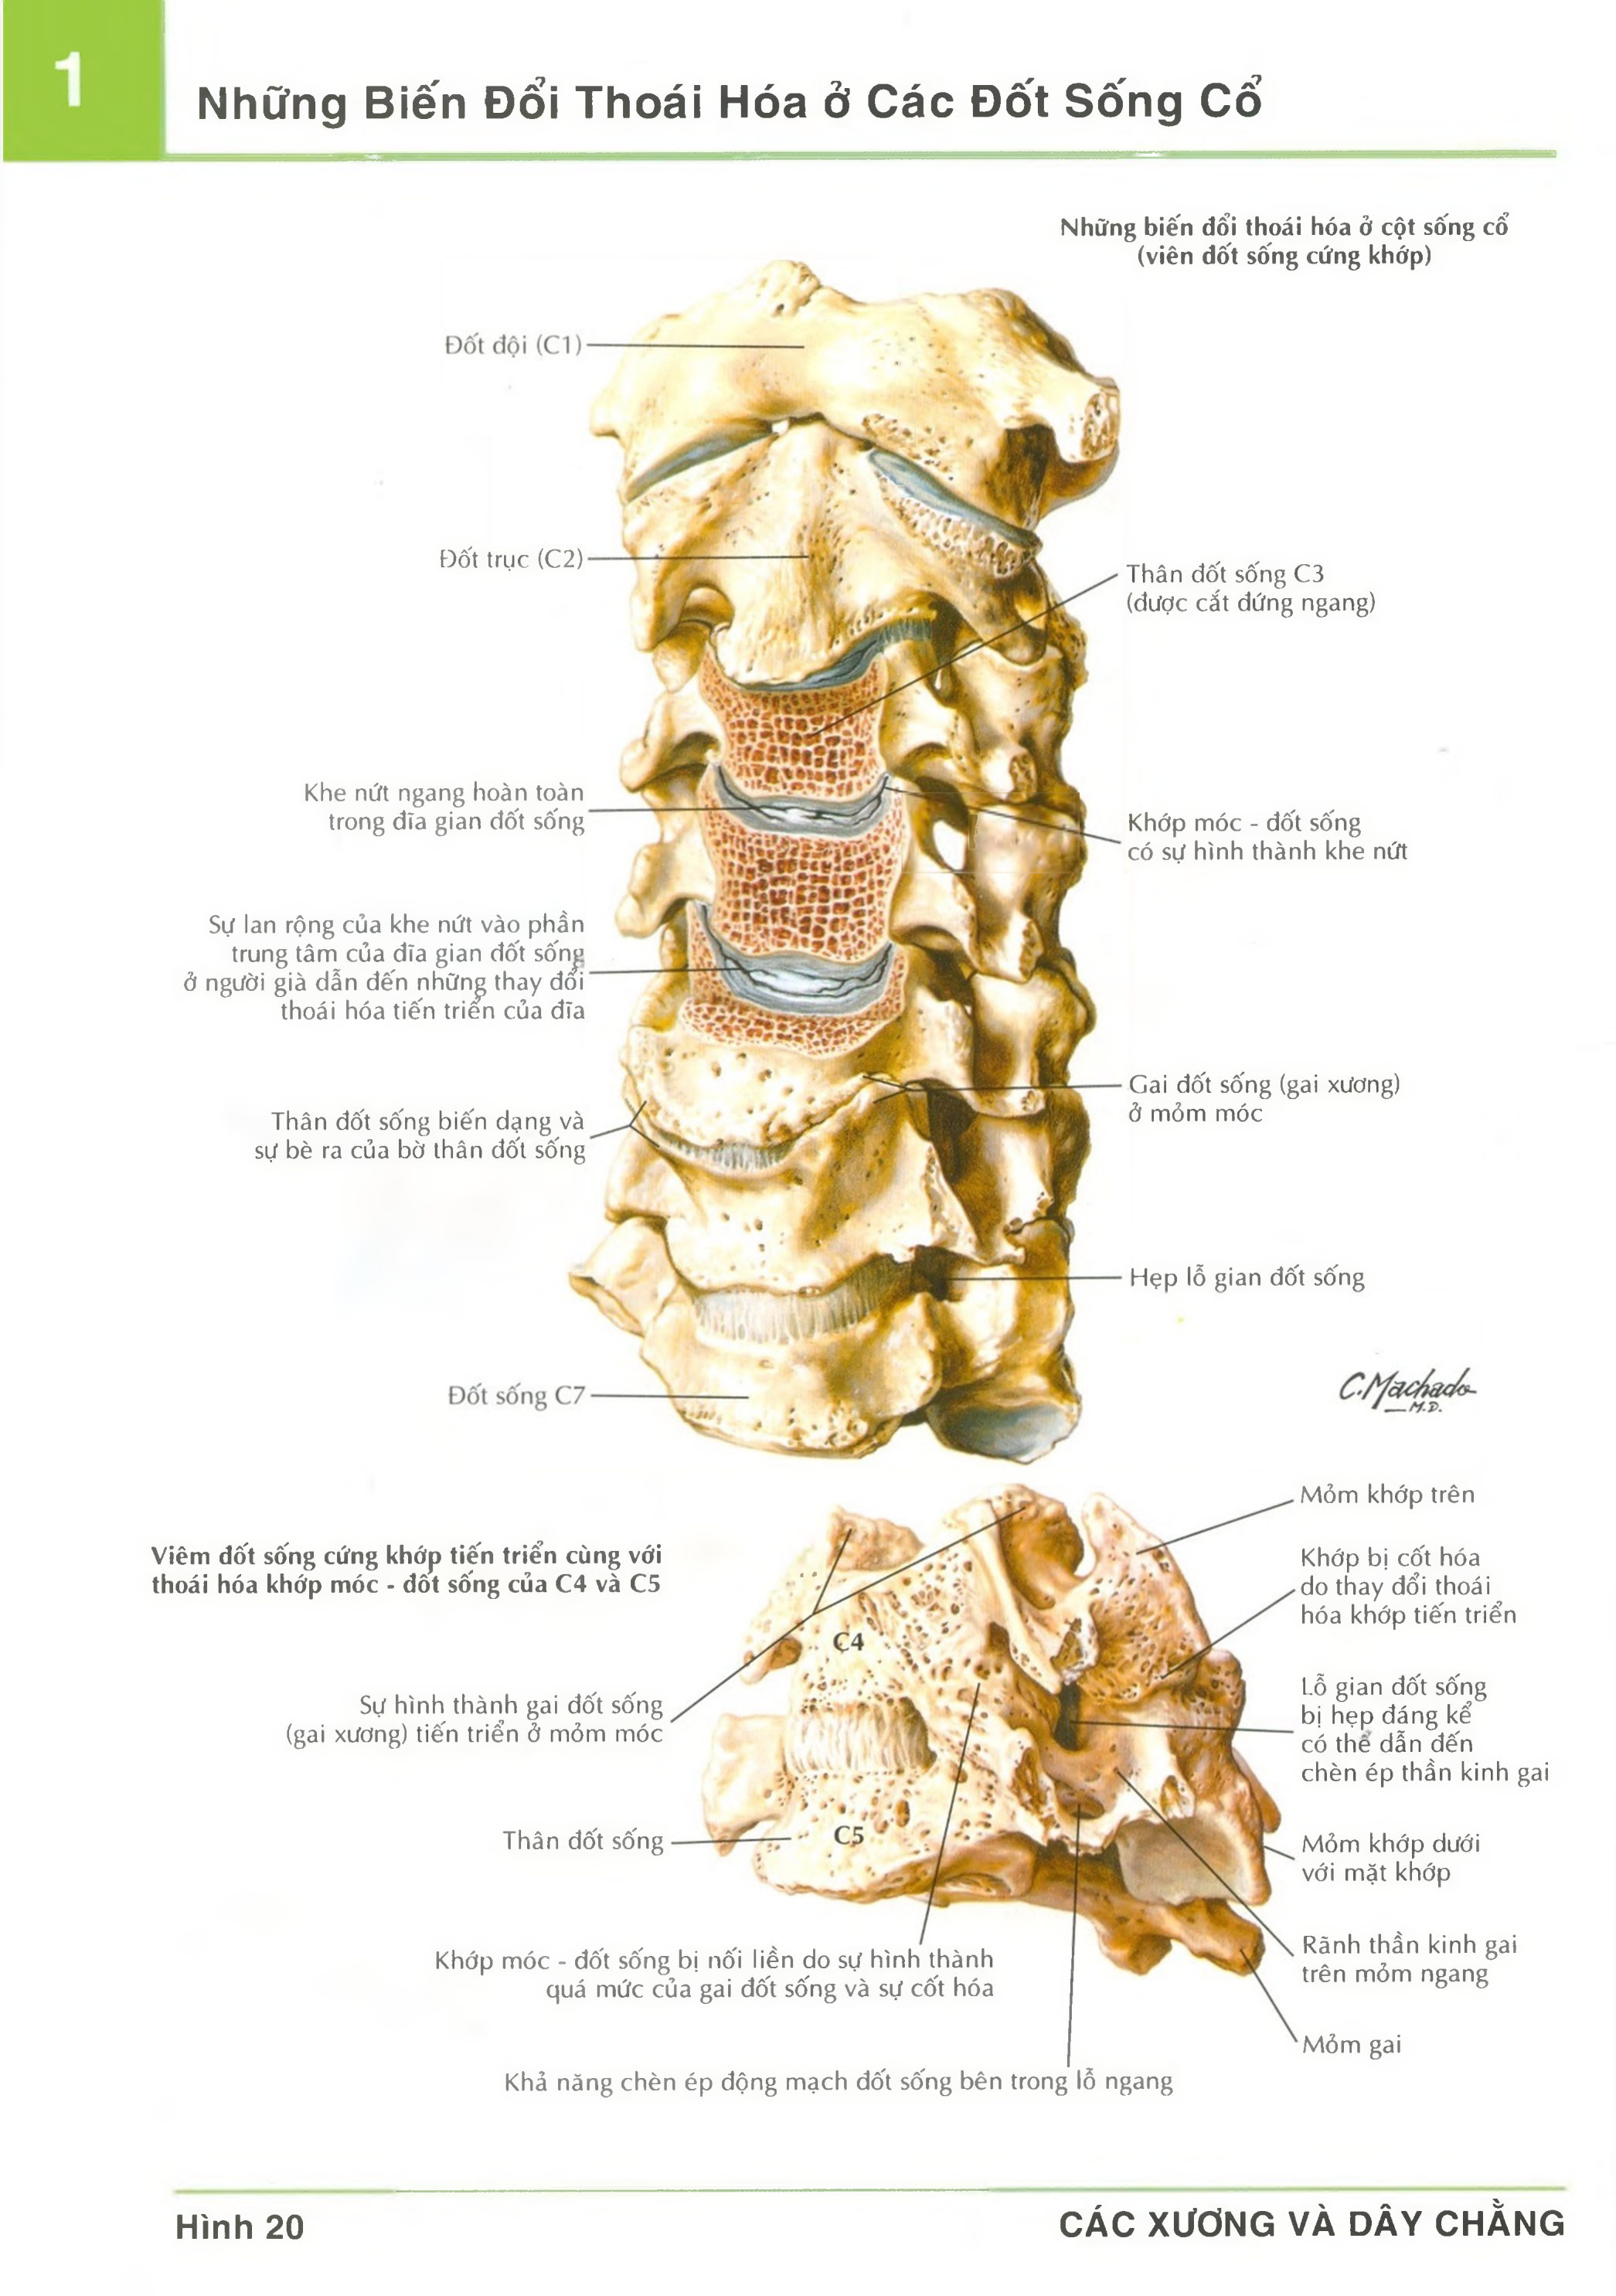 1
Những Biến Đổi Thoái Hóa ở Các Đốt Sống Cổ
Những biến đổi thoái hóa ở cột sống cổ
(viên đốt sống cứng khớp)
Đốt đội (C1)
Đốt trục (C2)
Thân đốt sống C3
(được cắt đứng ngang)
Khe nứt ngang hoàn toàn
trong đĩa gian đốt sống
Khớp móc - đốt sống
có sự hình thành khe nứt
Sự lan rộng của khe nứt vào phần
trung tâm của đĩa gian đốt sống
ở người già dẫn đến những thay đổi
thoái hóa tiến triển của đĩa
Gai đốt sống (gai xương)
ở mỏm móc
Thân đốt sống biến dạng và
sự bè ra của bờ thân đốt sống
Hẹp lỗ gian đốt sống
Đốt sống C7
C.Machado
M.D.
Viêm đốt sống cứng khớp tiến triển cùng với
thoái hóa khớp móc - đốt sống của C4 và C5
Mỏm khớp trên
Khớp bị cốt hóa
do thay đổi thoái
hóa khớp tiến triển
C4
Sự hình thành gai đốt sống
(gai xương) tiến triển ở mỏm móc
Lỗ gian đốt sống
bị hẹp đáng kể
có thể dẫn đến
chèn ép thần kinh gai
Thân đốt sống
C5
Mỏm khớp dưới
với mặt khớp
Khớp móc - đốt sống bị nối liền do sự hình thành
quá mức của gai đốt sống và sự cốt hóa
Rãnh thần kinh gai
trên mỏm ngang
Mỏm gai
Khả năng chèn ép động mạch đốt sống bên trong lỗ ngang
Hình 20
CÁC XƯƠNG VÀ DÂY CHẰNG